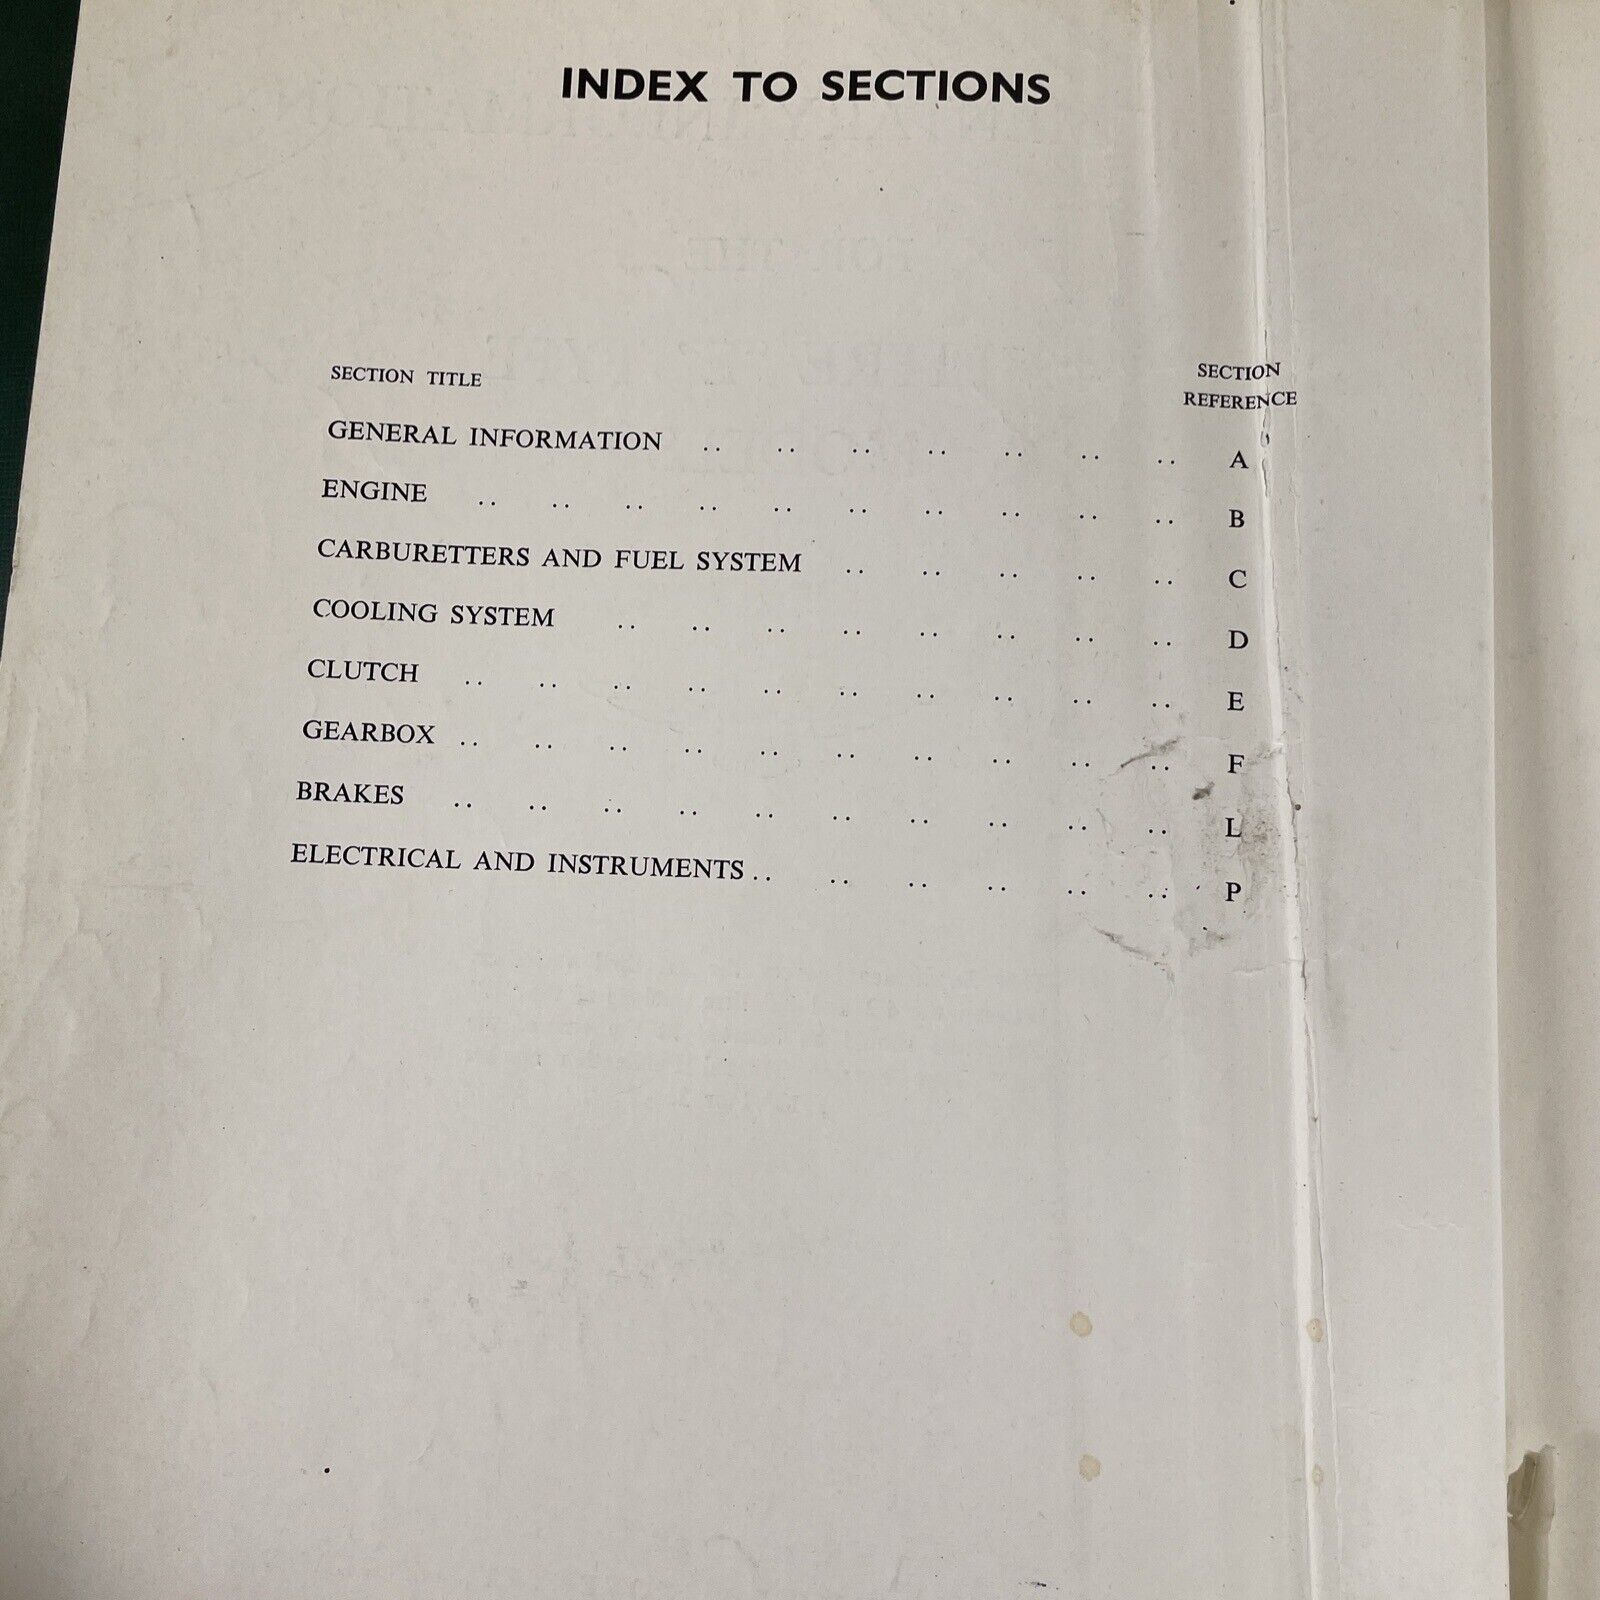 INDEX TO SECTIONS
SECTION TITLE SECTION REFERENCE
GENERAL INFORMATION .. .. .. .. .. .. .. A
ENGINE .. .. .. .. .. .. .. .. .. .. B
CARBURETTERS AND FUEL SYSTEM .. .. .. .. .. C
COOLING SYSTEM .. .. .. .. .. .. .. .. D
CLUTCH .. .. .. .. .. .. .. .. .. .. E
GEARBOX .. .. .. .. .. .. .. .. .. .. F
BRAKES .. .. .. .. .. .. .. .. .. .. L
ELECTRICAL AND INSTRUMENTS .. .. .. .. .. .. P